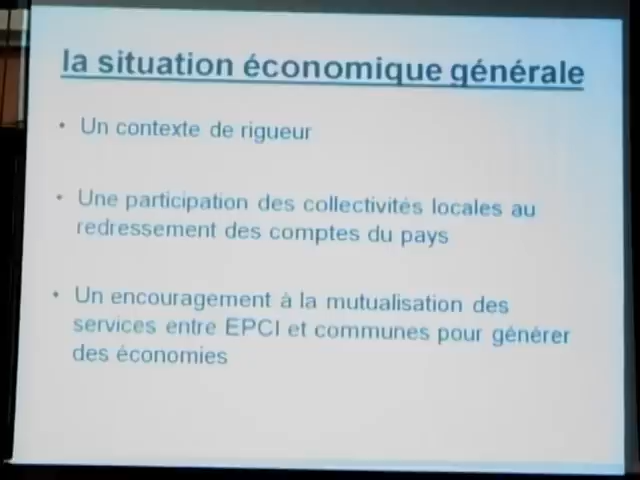 la situation économique générale
• Un contexte de rigueur
• Une participation des collectivités locales au
redressement des comptes du pays
• Un encouragement à la mutualisation des
services entre EPCI et communes pour générer
des économies